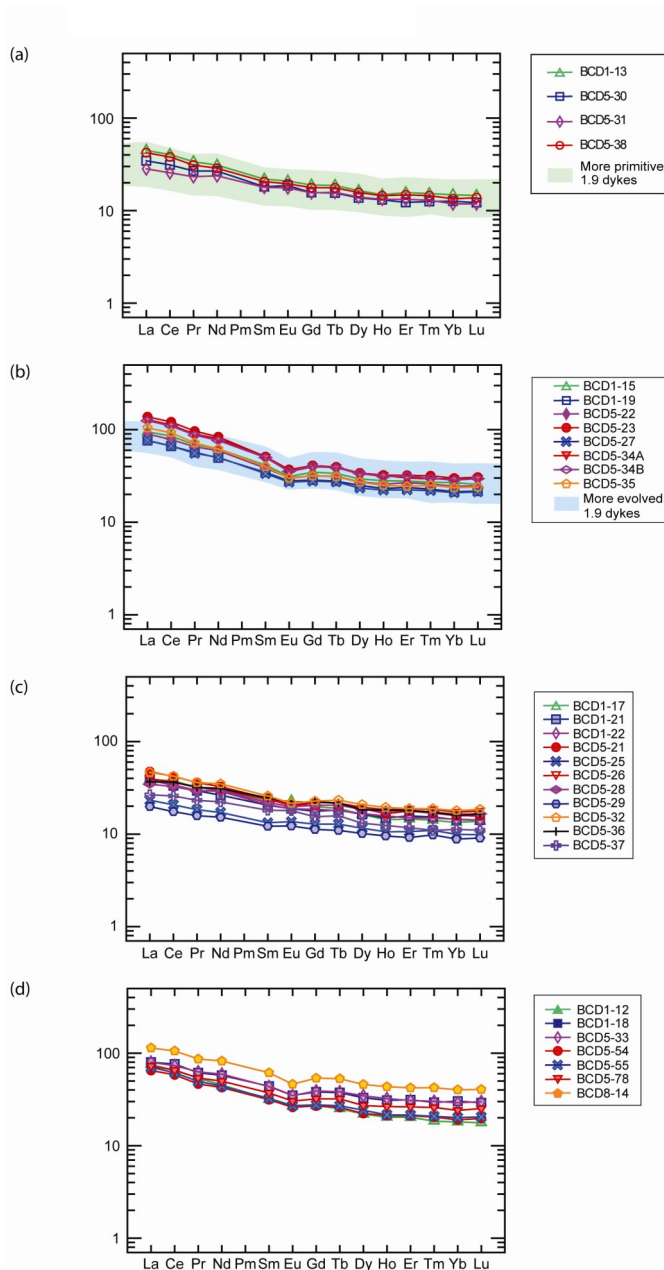 (a)
100
10
1
La Ce Pr Nd Pm Sm Eu Gd Tb Dy Ho Er Tm Yb Lu
BCD1-13
BCD5-30
BCD5-31
BCD5-38
More primitive
1.9 dykes
(b)
100
10
1
La Ce Pr Nd Pm Sm Eu Gd Tb Dy Ho Er Tm Yb Lu
BCD1-15
BCD1-19
BCD5-22
BCD5-23
BCD5-27
BCD5-34A
BCD5-34B
BCD5-35
More evolved
1.9 dykes
(c)
100
10
1
La Ce Pr Nd Pm Sm Eu Gd Tb Dy Ho Er Tm Yb Lu
BCD1-17
BCD1-21
BCD1-22
BCD5-21
BCD5-25
BCD5-26
BCD5-28
BCD5-29
BCD5-32
BCD5-36
BCD5-37
(d)
100
10
1
La Ce Pr Nd Pm Sm Eu Gd Tb Dy Ho Er Tm Yb Lu
BCD1-12
BCD1-18
BCD5-33
BCD5-54
BCD5-55
BCD5-78
BCD8-14